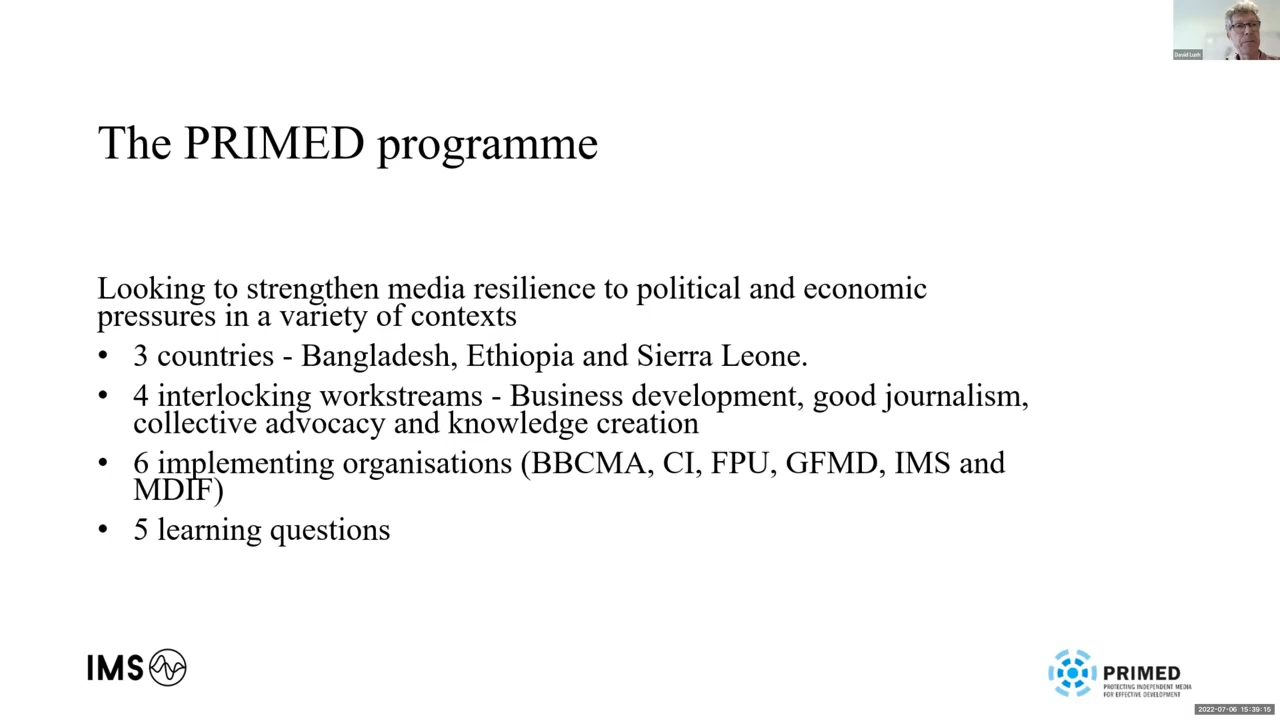 David Lush
The PRIMED programme
Looking to strengthen media resilience to political and economic
pressures in a variety of contexts
• 3 countries - Bangladesh, Ethiopia and Sierra Leone.
• 4 interlocking workstreams - Business development, good journalism,
collective advocacy and knowledge creation
• 6 implementing organisations (BBCMA, CI, FPU, GFMD, IMS and
MDIF)
• 5 learning questions
IMS
PRIMED
PROTECTING INDEPENDENT MEDIA
FOR EFFECTIVE DEVELOPMENT
2022-07-06 15:39:15